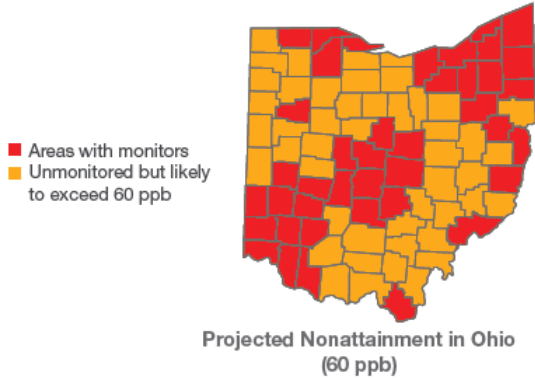 Areas with monitors
Unmonitored but likely
to exceed 60 ppb
Projected Nonattainment in Ohio
(60 ppb)